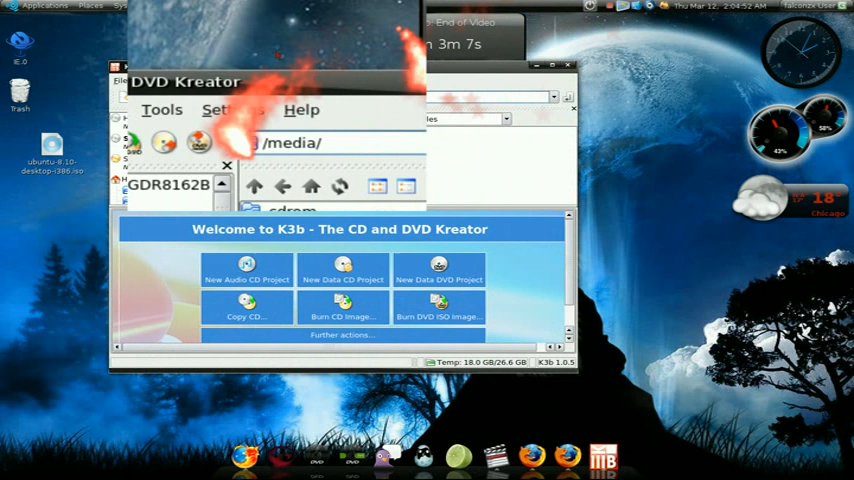 Applications Places Sy
Thu Mar 12, 2:04:52 AM
falconzx User
: End of Video
3m 7s
IE.0
Trash
ubuntu-8.10-
desktop-i386.iso
DVD Kreator
Tools Settings Help
/media/
GDR8162B
cdrom
les
43%
58%
18°
Chicago
Welcome to K3b - The CD and DVD Kreator
New Audio CD Project
New Data CD Project
New Data DVD Project
Copy CD...
Burn CD Image...
Burn DVD ISO Image...
Further actions...
Temp: 18.0 GB/26.6 GB
K3b 1.0.5